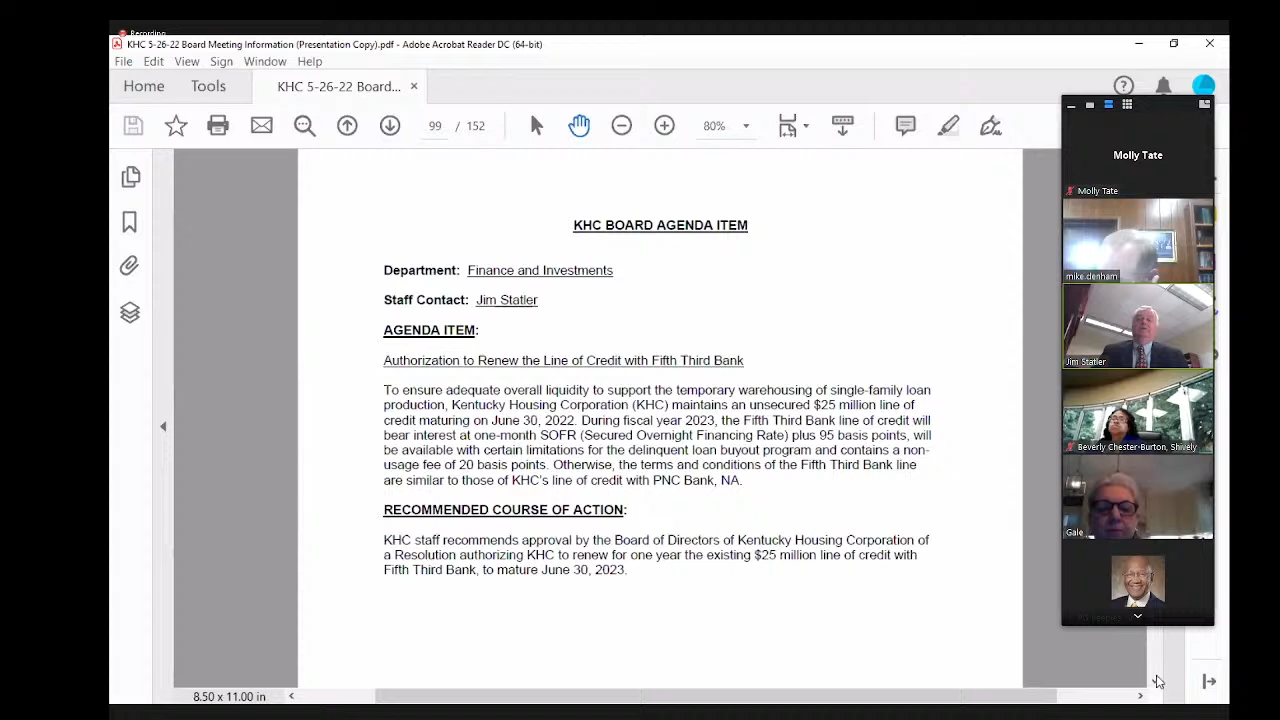 Recording
KHC 5-26-22 Board Meeting Information (Presentation Copy).pdf - Adobe Acrobat Reader DC (64-bit)
File Edit View Sign Window Help
Home Tools KHC 5-26-22 Board... ×
99 / 152 80%
KHC BOARD AGENDA ITEM
Department: Finance and Investments
Staff Contact: Jim Statler
AGENDA ITEM:
Authorization to Renew the Line of Credit with Fifth Third Bank
To ensure adequate overall liquidity to support the temporary warehousing of single-family loan
production, Kentucky Housing Corporation (KHC) maintains an unsecured $25 million line of
credit maturing on June 30, 2022. During fiscal year 2023, the Fifth Third Bank line of credit will
bear interest at one-month SOFR (Secured Overnight Financing Rate) plus 95 basis points, will
be available with certain limitations for the delinquent loan buyout program and contains a non-
usage fee of 20 basis points. Otherwise, the terms and conditions of the Fifth Third Bank line
are similar to those of KHC's line of credit with PNC Bank, NA.
RECOMMENDED COURSE OF ACTION:
KHC staff recommends approval by the Board of Directors of Kentucky Housing Corporation of
a Resolution authorizing KHC to renew for one year the existing $25 million line of credit with
Fifth Third Bank, to mature June 30, 2023.
8.50 x 11.00 in
Molly Tate
Molly Tate
mike.denham
Jim Statler
Beverly Chester-Burton, Shively
Gale